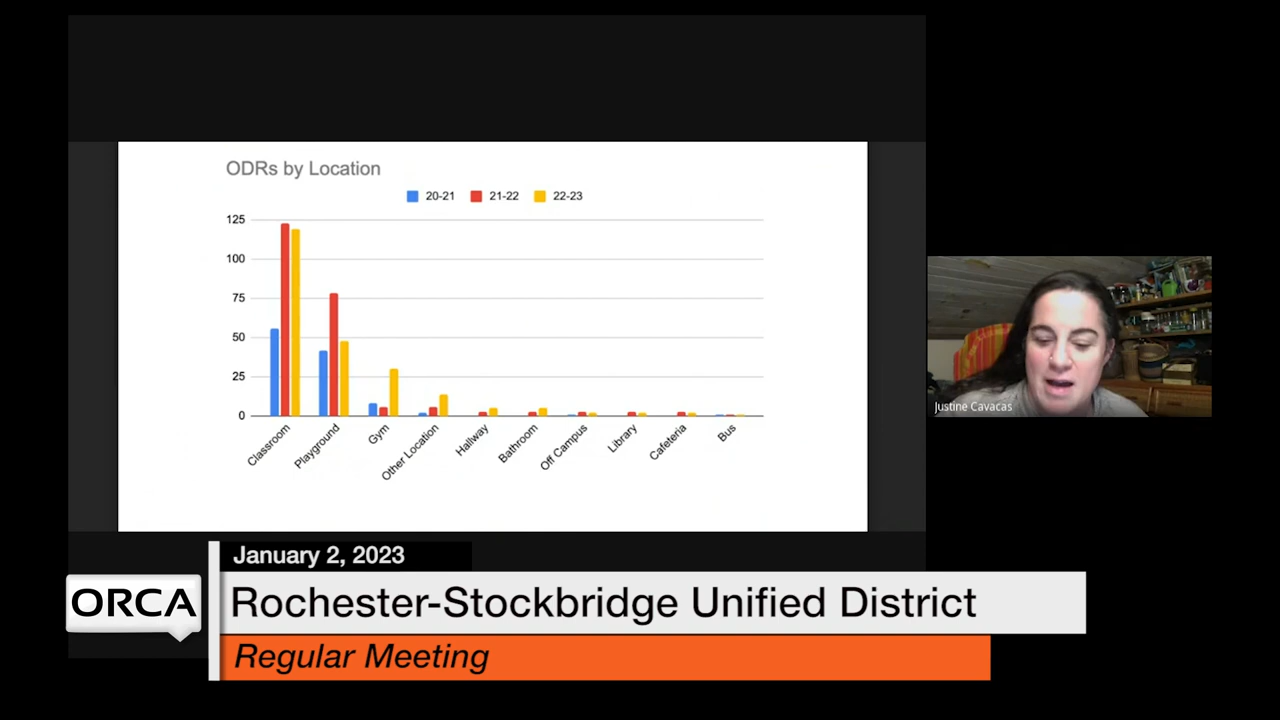 ODRs by Location
20-21 21-22 22-23
125
100
75
50
25
0
Classroom Playground Gym Other Location Hallway Bathroom Off Campus Library Cafeteria Bus
Justine Cavacas
January 2, 2023
ORCA
Rochester-Stockbridge Unified District
Regular Meeting